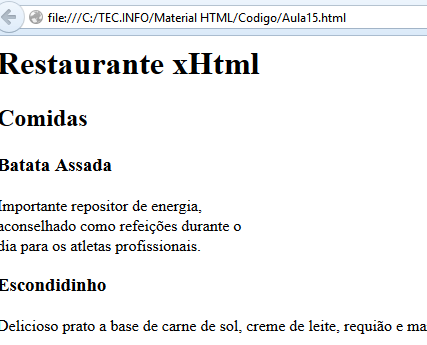 file:///C:/TEC.INFO/Material HTML/Codigo/Aula15.html
Restaurante xHtml
Comidas
Batata Assada
Importante repositor de energia,
aconselhado como refeições durante o
dia para os atletas profissionais.
Escondidinho
Delicioso prato a base de carne de sol, creme de leite, requião e ma